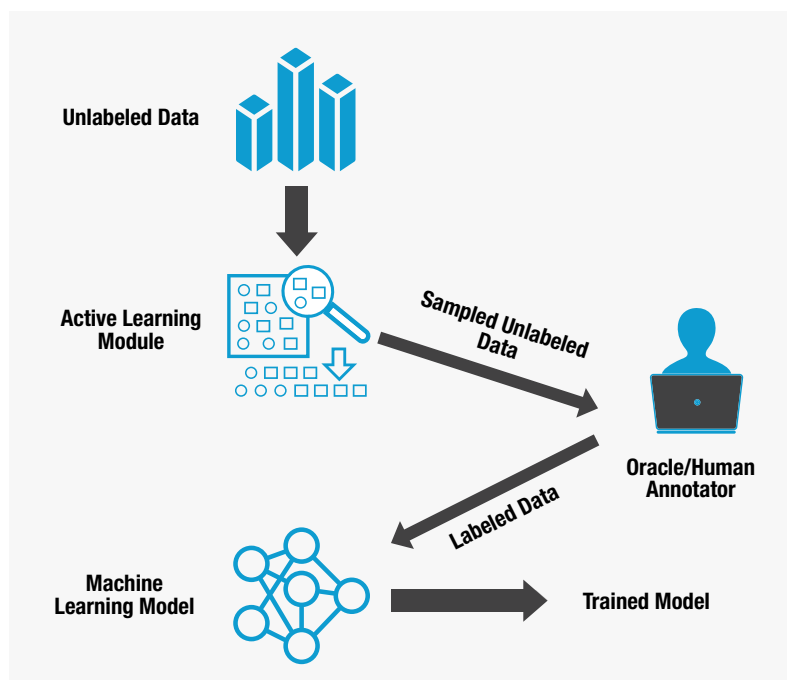 Unlabeled Data
Active Learning
Module
Sampled Unlabeled
Data
Oracle/Human
Annotator
Labeled Data
Machine
Learning Model
Trained Model